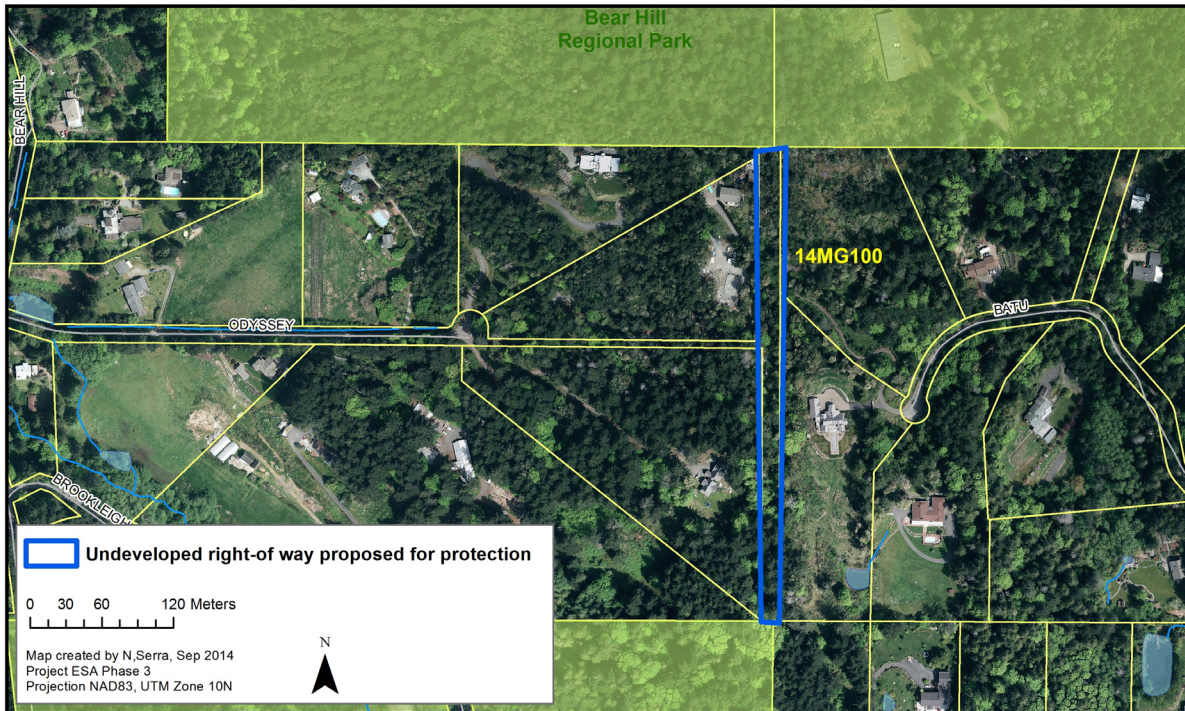 Bear Hill
Regional Park
BEAR HILL
14MG100
BATU
ODYSSEY
BROOKLEIGH
Undeveloped right-of way proposed for protection
0 30 60 120 Meters
Map created by N,Serra, Sep 2014
Project ESA Phase 3
Projection NAD83, UTM Zone 10N
N